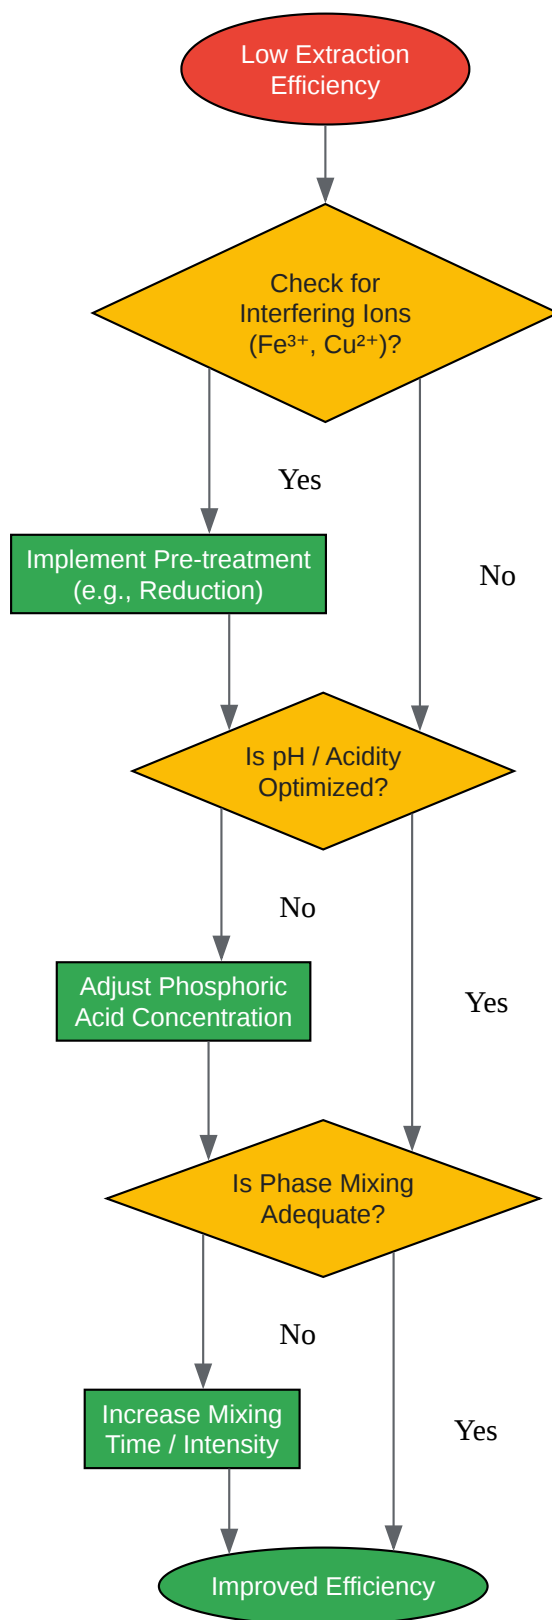 Low Extraction
Efficiency
Check for
Interfering Ions
(Fe³⁺, Cu²⁺)?
Yes
Implement Pre-treatment
(e.g., Reduction)
No
Is pH / Acidity
Optimized?
No
Adjust Phosphoric
Acid Concentration
Yes
Is Phase Mixing
Adequate?
No
Increase Mixing
Time / Intensity
Yes
Improved Efficiency